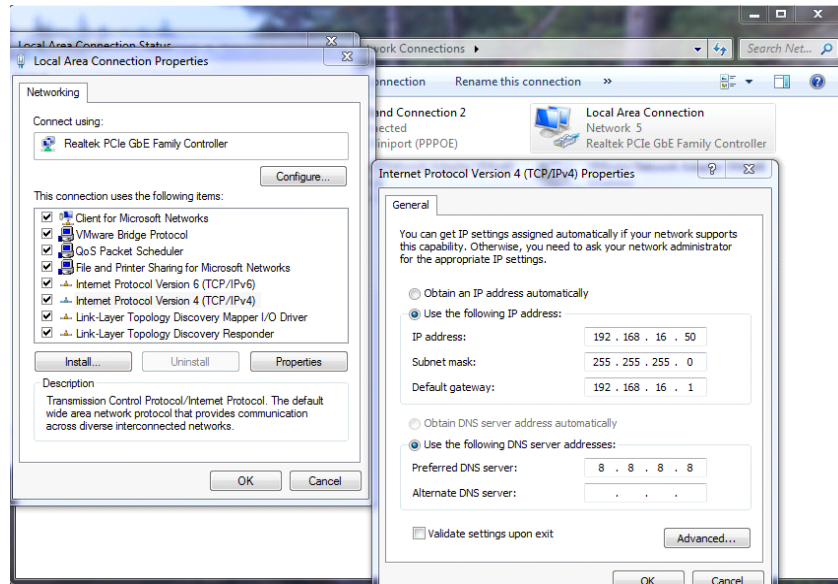 Local Area Connection Status
Local Area Connection Properties
Networking
Connect using:
Realtek PCIe GbE Family Controller
Configure...
This connection uses the following items:
Client for Microsoft Networks
VMware Bridge Protocol
QoS Packet Scheduler
File and Printer Sharing for Microsoft Networks
Internet Protocol Version 6 (TCP/IPv6)
Internet Protocol Version 4 (TCP/IPv4)
Link-Layer Topology Discovery Mapper I/O Driver
Link-Layer Topology Discovery Responder
Install... Uninstall Properties
Description
Transmission Control Protocol/Internet Protocol. The default
wide area network protocol that provides communication
across diverse interconnected networks.
OK Cancel
work Connections Search Net...
onnection Rename this connection »
and Connection 2
ected
iniport (PPPOE)
Local Area Connection
Network 5
Realtek PCIe GbE Family Controller
Internet Protocol Version 4 (TCP/IPv4) Properties
General
You can get IP settings assigned automatically if your network supports
this capability. Otherwise, you need to ask your network administrator
for the appropriate IP settings.
Obtain an IP address automatically
Use the following IP address:
IP address: 192 . 168 . 16 . 50
Subnet mask: 255 . 255 . 255 . 0
Default gateway: 192 . 168 . 16 . 1
Obtain DNS server address automatically
Use the following DNS server addresses:
Preferred DNS server: 8 . 8 . 8 . 8
Alternate DNS server: . . .
Validate settings upon exit
Advanced...
OK Cancel